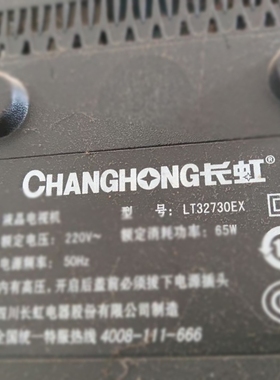 CHANGHONG长虹®
液晶电视机 型 号: LT32730EX
额定电压: 220V~ 额定消耗功率: 65W
电源频率: 50Hz
内有高压，开启后盖前必须拔下电源插头
四川长虹电器股份有限公司制造
全国统一特服热线 4008-111-666